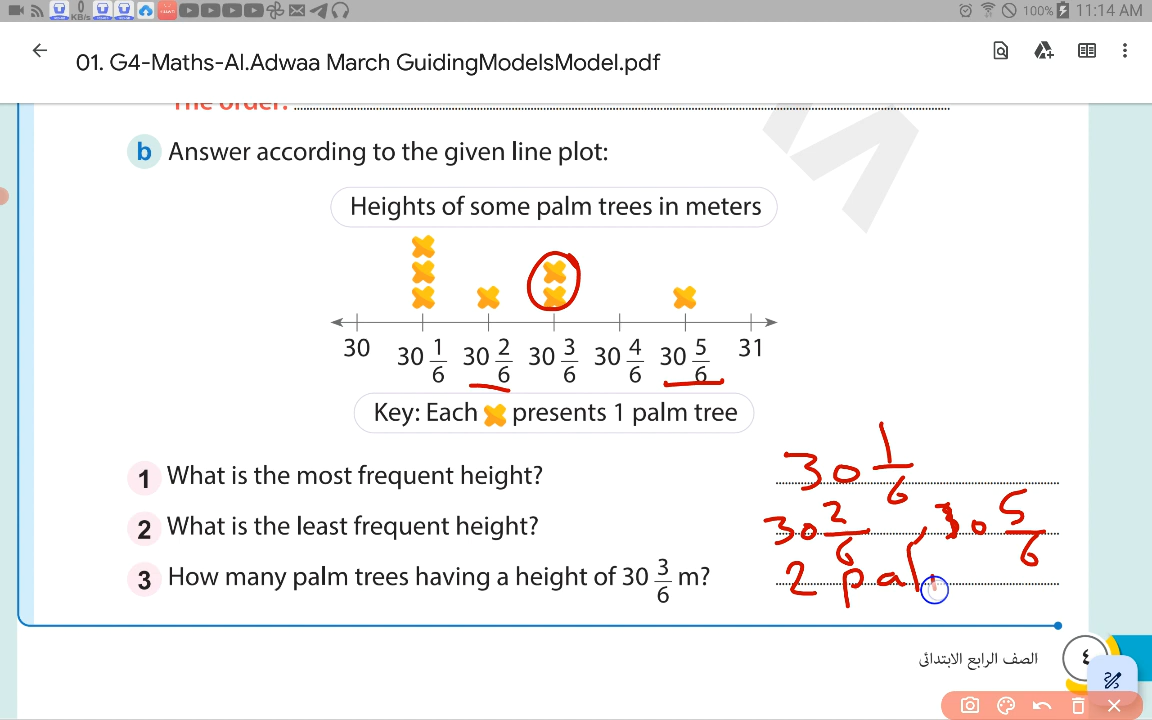 KB/s 100% 11:14 AM
01. G4-Maths-Al.Adwaa March GuidingModelsModel.pdf
The order:
b Answer according to the given line plot:
Heights of some palm trees in meters
30 30 1/6 30 2/6 30 3/6 30 4/6 30 5/6 31
Key: Each presents 1 palm tree
1 What is the most frequent height? 30 1/6
2 What is the least frequent height? 30 2/6 , 30 5/6
3 How many palm trees having a height of 30 3/6 m? 2 pal
الصف الرابع الابتدائى ٤